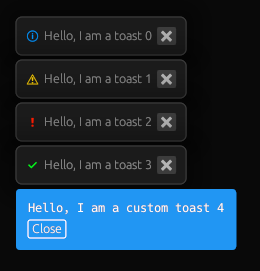 Hello, I am a toast 0
Hello, I am a toast 1
Hello, I am a toast 2
Hello, I am a toast 3
Hello, I am a custom toast 4
Close